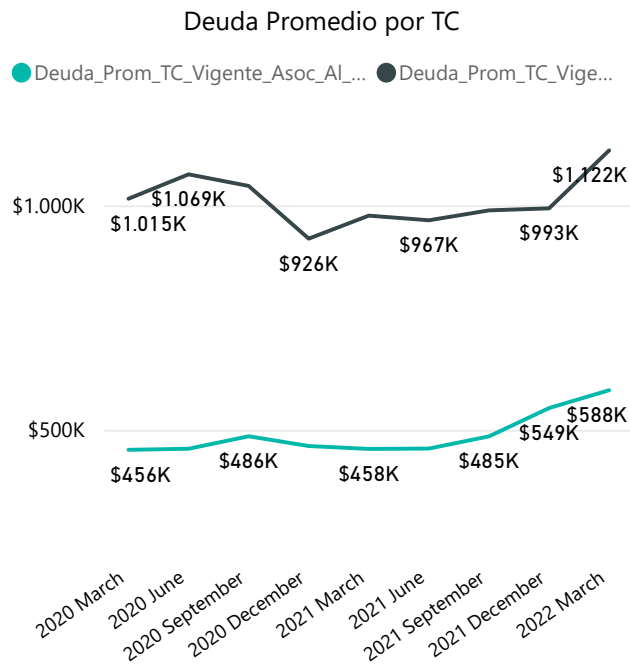 Deuda Promedio por TC
Deuda_Prom_TC_Vigente_Asoc_Al_... Deuda_Prom_TC_Vige...
$1.000K
$500K
$1.015K
$1.069K
$926K
$967K
$993K
$1.122K
$456K
$486K
$458K
$485K
$549K
$588K
2020 March
2020 June
2020 September
2020 December
2021 March
2021 June
2021 September
2021 December
2022 March